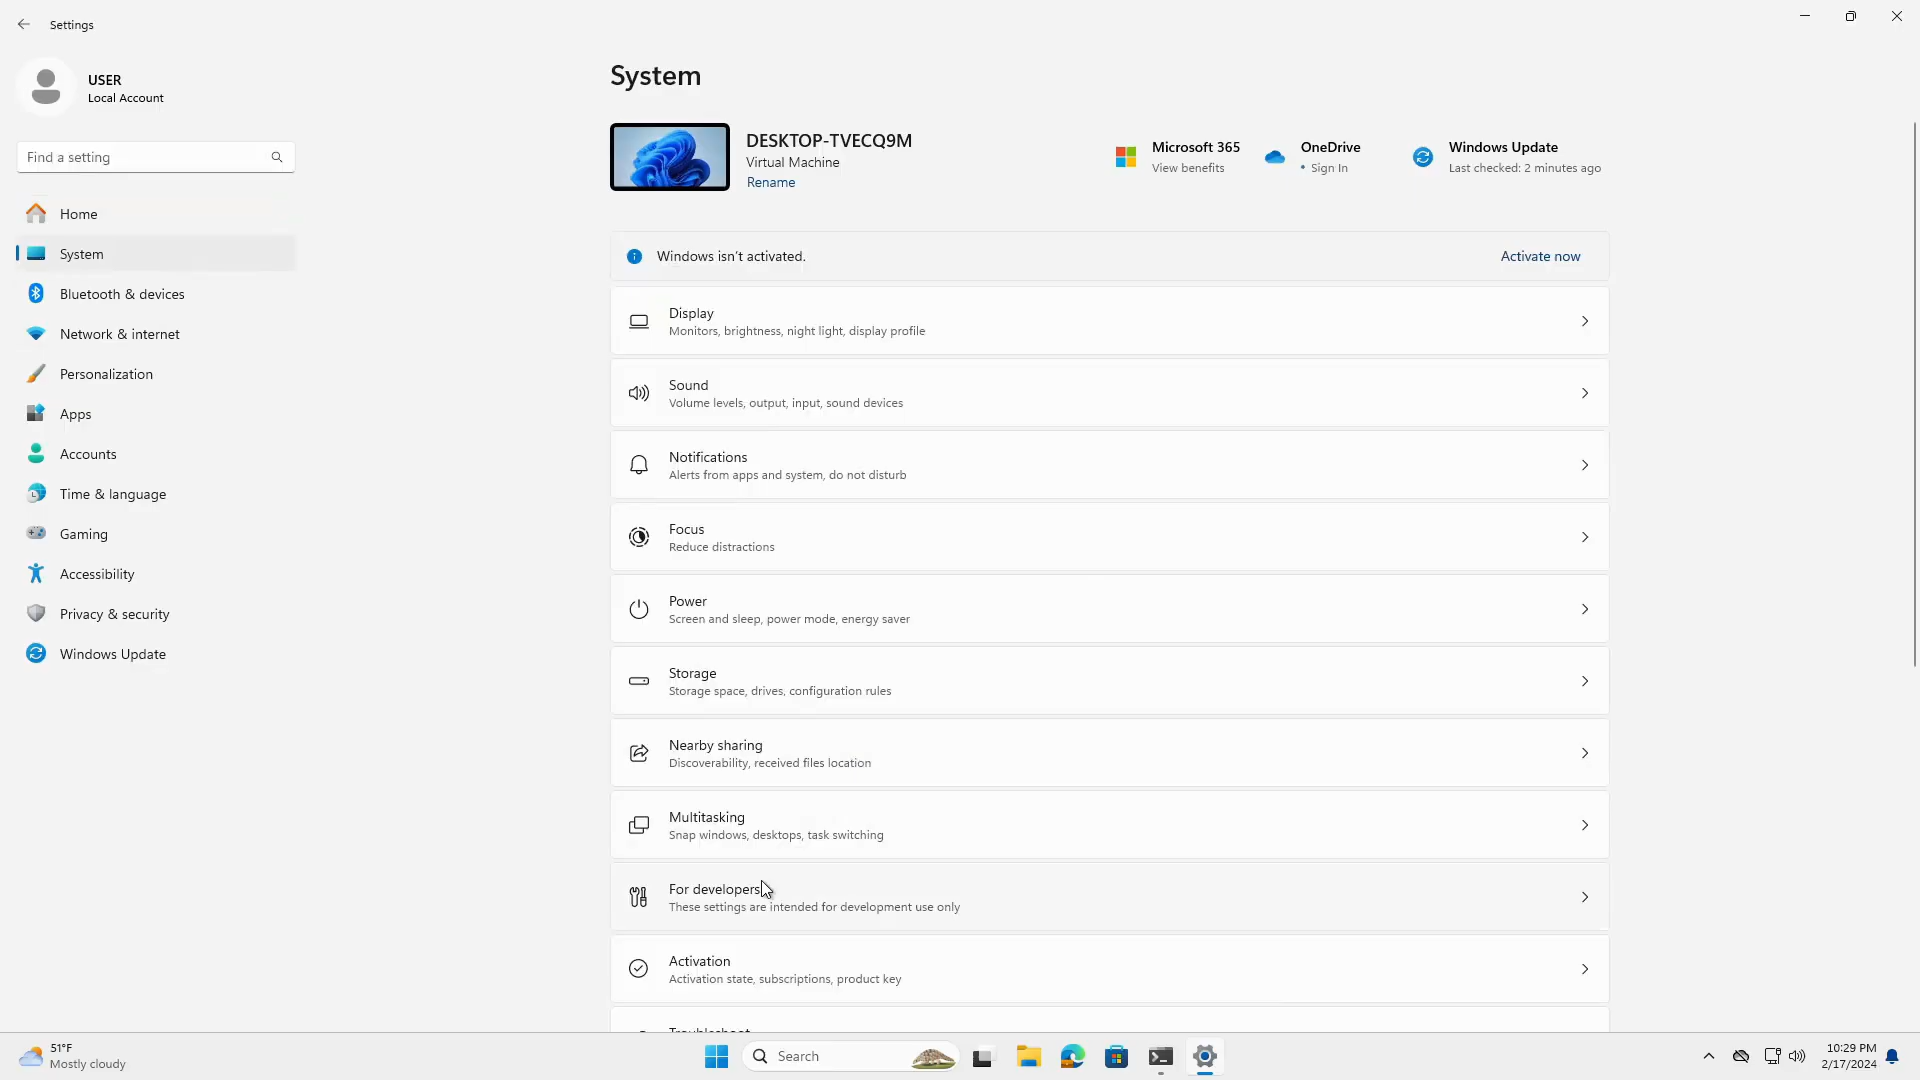 Settings
USER
Local Account
Find a setting
Home
System
Bluetooth & devices
Network & internet
Personalization
Apps
Accounts
Time & language
Gaming
Accessibility
Privacy & security
Windows Update
System
DESKTOP-TVECQ9M
Virtual Machine
Rename
Microsoft 365
View benefits
OneDrive
• Sign In
Windows Update
Last checked: 2 minutes ago
Windows isn't activated.
Activate now
Display
Monitors, brightness, night light, display profile
Sound
Volume levels, output, input, sound devices
Notifications
Alerts from apps and system, do not disturb
Focus
Reduce distractions
Power
Screen and sleep, power mode, energy saver
Storage
Storage space, drives, configuration rules
Nearby sharing
Discoverability, received files location
Multitasking
Snap windows, desktops, task switching
For developers
These settings are intended for development use only
Activation
Activation state, subscriptions, product key
Troubleshoot
51°F
Mostly cloudy
Search
10:29 PM
2/17/2024